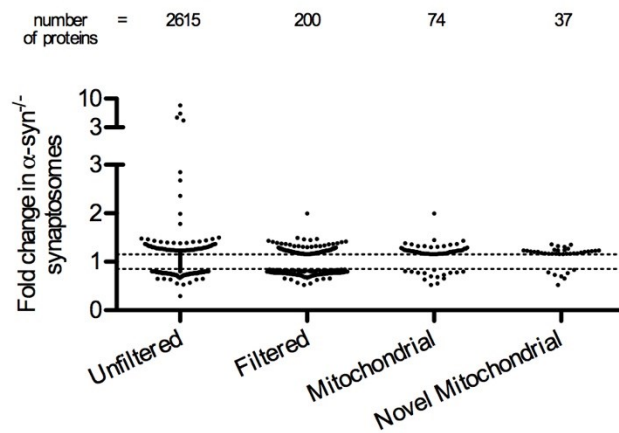 number of proteins = 2615 200 74 37
Fold change in α-syn⁻/⁻
synaptosomes
10
3
3
2
1
0
Unfiltered
Filtered
Mitochondrial
Novel Mitochondrial